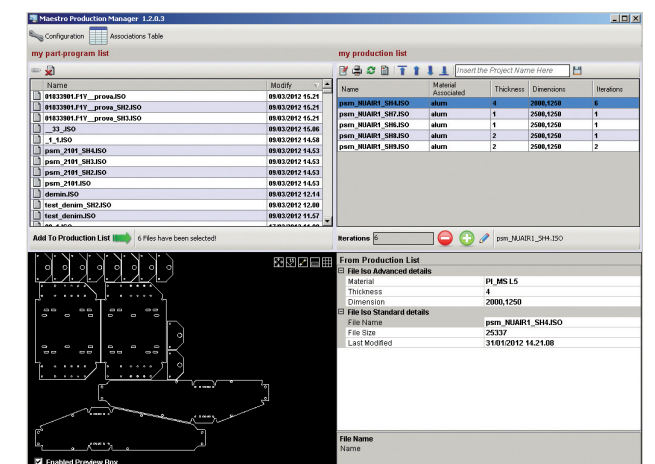 Maestro Production Manager 1.2.0.3
Configuration Associations Table
my part-program list
Name Modify
01833901.F1Y__prova.ISO 09/03/2012 15.21
01833901.F1Y__prova_SH2.ISO 09/03/2012 15.21
01833901.F1Y__prova_SH3.ISO 09/03/2012 15.21
__33_.ISO 09/03/2012 15.06
_1_1.ISO 09/03/2012 14.58
psm_2101_SH4.ISO 09/03/2012 14.53
psm_2101_SH3.ISO 09/03/2012 14.53
psm_2101_SH2.ISO 09/03/2012 14.53
psm_2101.ISO 09/03/2012 14.53
demin.ISO 09/03/2012 12.14
test_denim_SH2.ISO 09/03/2012 12.00
test_denim.ISO 09/03/2012 11.57
Add To Production List 6 Files have been selected!
Enabled Preview Box
my production list
Insert the Project Name Here
Name Material Associated Thickness Dimensions Iterations
psm_NUAIR1_SH4.ISO alum 4 2000,1250 6
psm_NUAIR1_SH7.ISO alum 1 2500,1250 1
psm_NUAIR1_SH6.ISO alum 1 2500,1250 1
psm_NUAIR1_SH8.ISO alum 2 2500,1250 1
psm_NUAIR1_SH9.ISO alum 2 2500,1250 2
Iterations 6 psm_NUAIR1_SH4.ISO
From Production List
File Iso Advanced details
Material PI_MS L5
Thickness 4
Dimension 2000,1250
File Iso Standard details
File Name psm_NUAIR1_SH4.ISO
File Size 25337
Last Modified 31/01/2012 14.21.08
File Name
Name